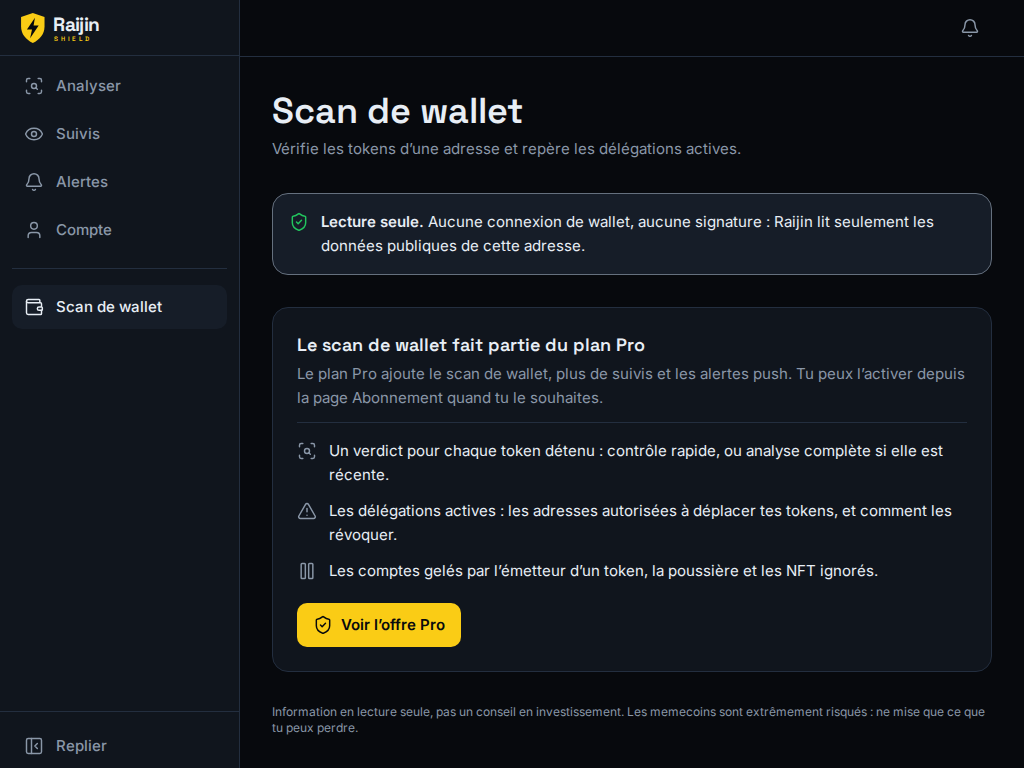 Raijin
SHIELD
Analyser
Suivis
Alertes
Compte
Scan de wallet
Replier
Scan de wallet
Vérifie les tokens d’une adresse et repère les délégations actives.
Lecture seule. Aucune connexion de wallet, aucune signature : Raijin lit seulement les
données publiques de cette adresse.
Le scan de wallet fait partie du plan Pro
Le plan Pro ajoute le scan de wallet, plus de suivis et les alertes push. Tu peux l’activer depuis
la page Abonnement quand tu le souhaites.
Un verdict pour chaque token détenu : contrôle rapide, ou analyse complète si elle est
récente.
Les délégations actives : les adresses autorisées à déplacer tes tokens, et comment les
révoquer.
Les comptes gelés par l’émetteur d’un token, la poussière et les NFT ignorés.
Voir l’offre Pro
Information en lecture seule, pas un conseil en investissement. Les memecoins sont extrêmement risqués : ne mise que ce que
tu peux perdre.